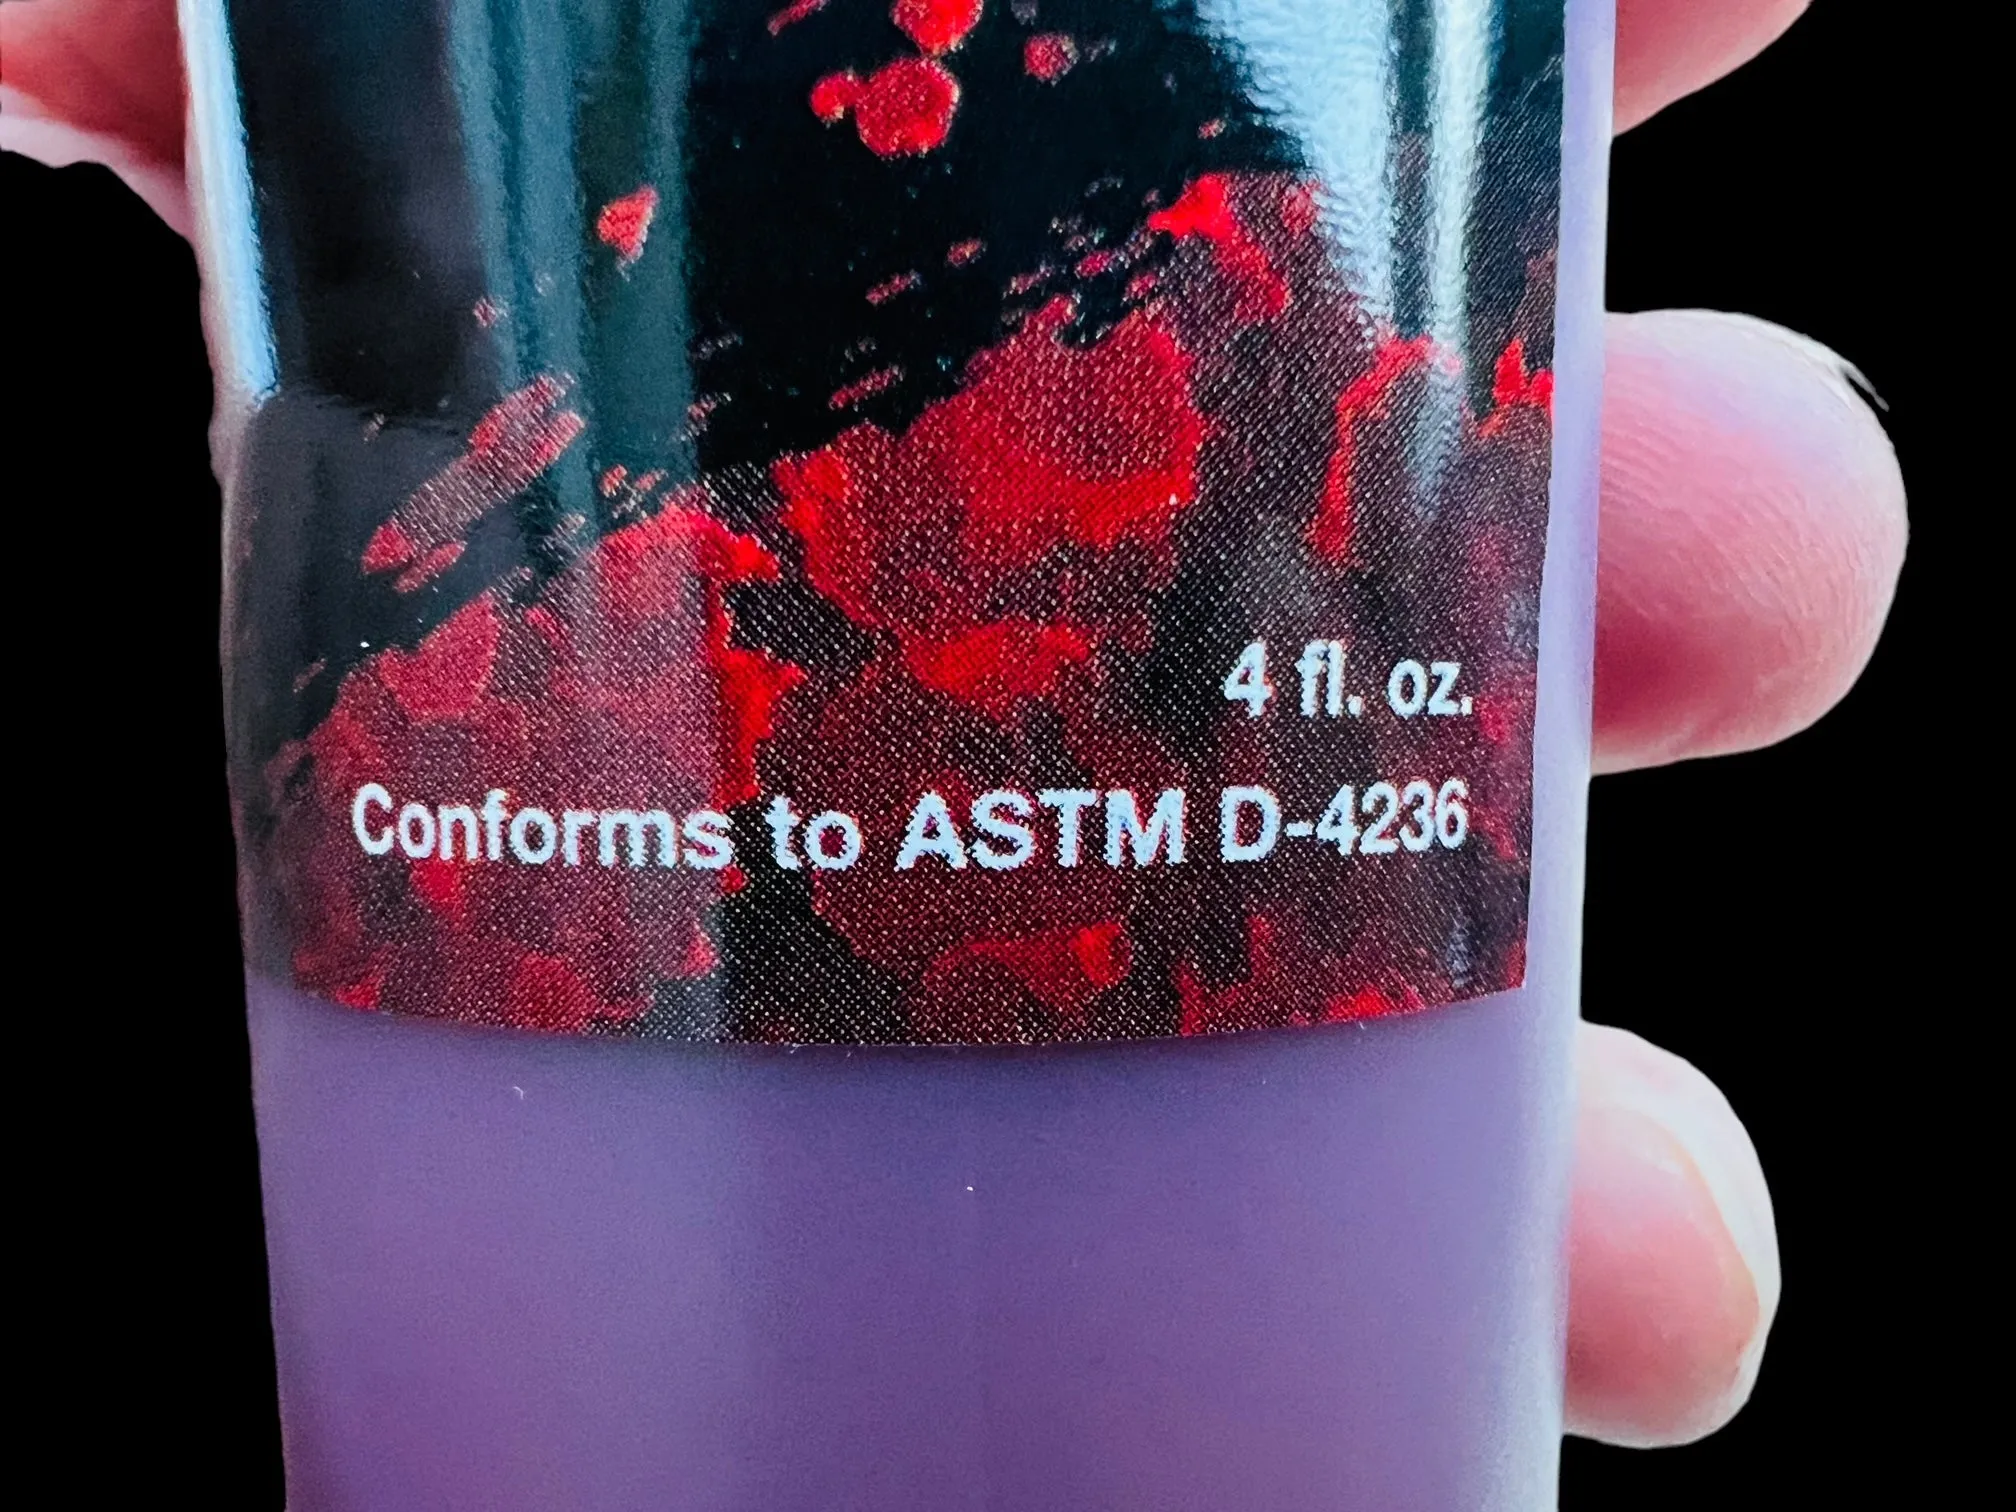 4 fl. oz.
Conforms to ASTM D-4236